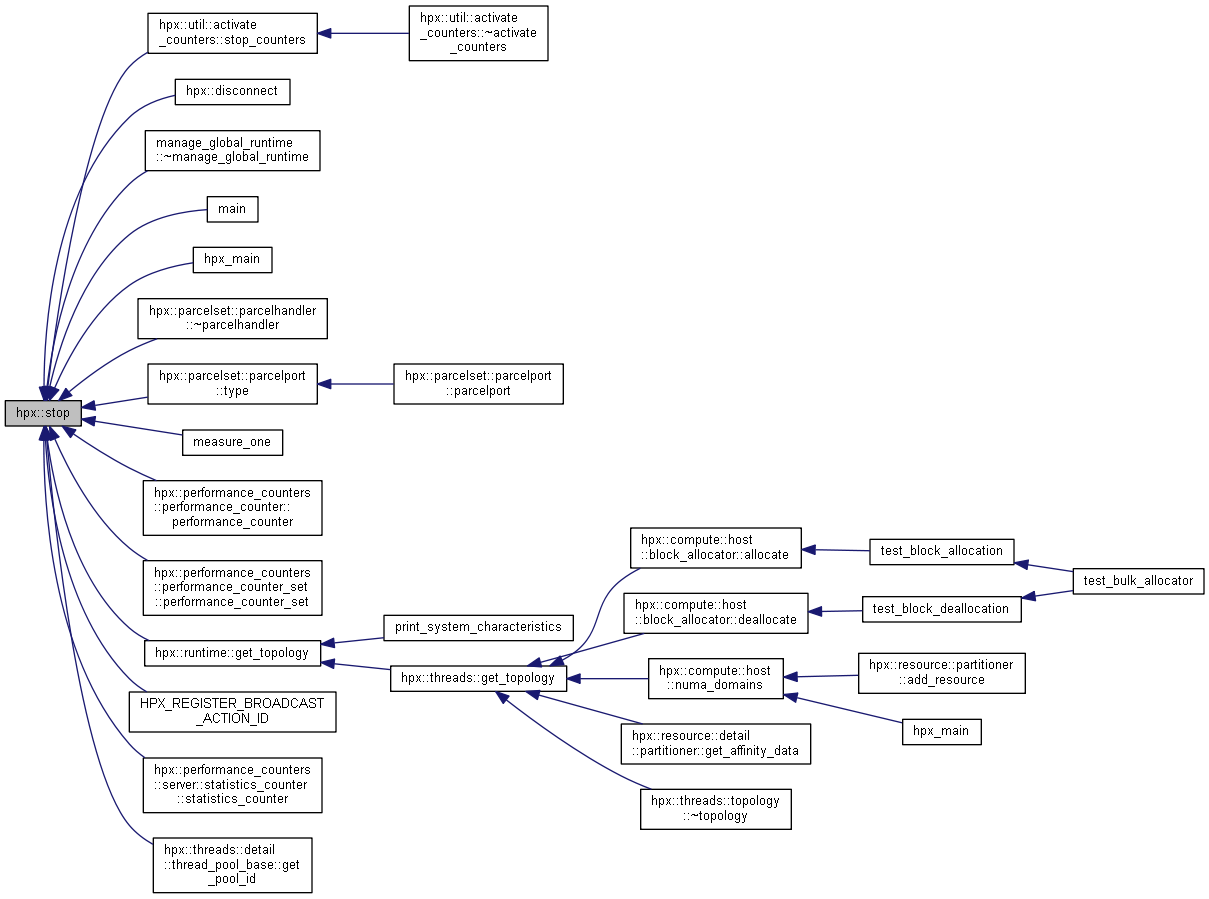 hpx::util::activate
_counters::stop_counters
hpx::util::activate
_counters::~activate
_counters
hpx::disconnect
manage_global_runtime
::~manage_global_runtime
main
hpx_main
hpx::parcelset::parcelhandler
::~parcelhandler
hpx::parcelset::parcelport
::type
hpx::parcelset::parcelport
::parcelport
hpx::stop
measure_one
hpx::performance_counters
::performance_counter::
performance_counter
hpx::performance_counters
::performance_counter_set
::performance_counter_set
hpx::runtime::get_topology
print_system_characteristics
hpx::threads::get_topology
hpx::compute::host
::block_allocator::allocate
test_block_allocation
test_bulk_allocator
hpx::compute::host
::block_allocator::deallocate
test_block_deallocation
hpx::compute::host
::numa_domains
hpx::resource::partitioner
::add_resource
hpx_main
hpx::resource::detail
::partitioner::get_affinity_data
hpx::threads::topology
::~topology
HPX_REGISTER_BROADCAST
_ACTION_ID
hpx::performance_counters
::server::statistics_counter
::statistics_counter
hpx::threads::detail
::thread_pool_base::get
_pool_id